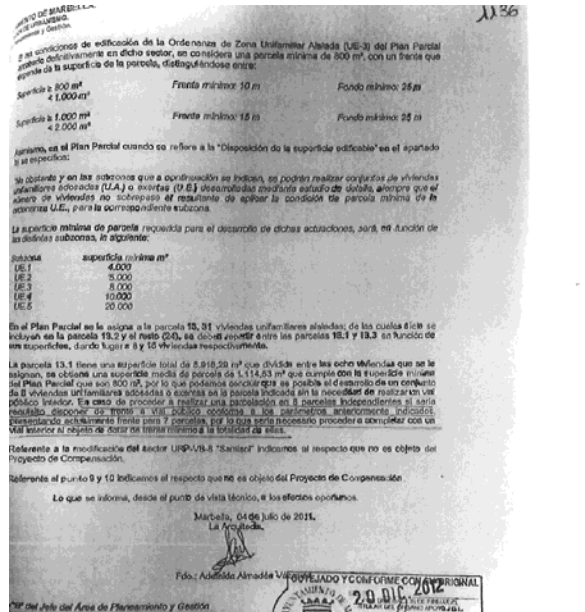 1136
DE MARBELLA
URBANISMO
y Gestión.
condiciones de edificación de la Ordenanza de Zona Unifamiliar Aislada (UE-3) del Plan Parcial
definitivamente en dicho sector, se considera una parcela mínima de 800 m², con un frente que
depende de la superficie de la parcela, distinguiéndose entre:
Superficie ≥ 800 m² Frente mínimo: 10 m Fondo mínimo: 25 m
< 1.000 m²
Superficie ≥ 1.000 m² Frente mínimo: 15 m Fondo mínimo: 25 m
< 2.000 m²
Asimismo, en el Plan Parcial cuando se refiere a la "Disposición de la superficie edificable" en el apartado
se especifica:
No obstante y en las subzonas que a continuación se indican, se podrán realizar conjuntos de viviendas
unifamiliares adosadas (U.A.) o exentas (U.E.) desarrolladas mediante estudio de detalle, siempre que el
número de viviendas no sobrepase el resultante de aplicar la condición de parcela mínima de la
ordenanza U.E., para la correspondiente subzona.
La superficie mínima de parcela requerida para el desarrollo de dichas actuaciones, será, en función de
las distintas subzonas, la siguiente:
Subzona superficie mínima m²
UE.1 4.000
UE.2 5.000
UE.3 8.000
UE.4 10.000
UE.5 20.000
En el Plan Parcial se le asigna a la parcela 13, 31 viviendas unifamiliares aisladas; de las cuales siete se
incluyen en la parcela 13.2 y el resto (24), se deben repartir entre las parcelas 13.1 y 13.3 en función de
sus superficies, dando lugar a 8 y 16 viviendas respectivamente.
La parcela 13.1 tiene una superficie total de 8.918,29 m² que dividida entre las ocho viviendas que se le
asignan, se obtiene una superficie media de parcela de 1.114,53 m² que cumple con la superficie mínima
del Plan Parcial que son 800 m², por lo que podemos concluir que es posible el desarrollo de un conjunto
de 8 viviendas unifamiliares adosadas o exentas en la parcela indicada sin la necesidad de realizar un vial
público interior. En caso de proceder a realizar una parcelación en 8 parcelas independientes si sería
requisito disponer de frente a vial público conforme a los parámetros anteriormente indicados,
presentando actualmente frente para 7 parcelas, por lo que sería necesario proceder a completar con un
vial interior al objeto de dotar de frente mínimo a la totalidad de ellas.
Referente a la modificación del sector URP-VB-8 "Samisol" indicamos al respecto que no es objeto del
Proyecto de Compensación.
Referente al punto 9 y 10 indicamos al respecto que no es objeto del Proyecto de Compensación.
Lo que se informa, desde el punto de vista técnico, a los efectos oportunos.
Marbella, 04 de julio de 2011.
La Arquitecta,
Fdo.: Adelaida Almadén
COTEJADO Y CONFORME CON SU ORIGINAL
20 DIC. 2012
del Jefe del Área de Planeamiento y Gestión